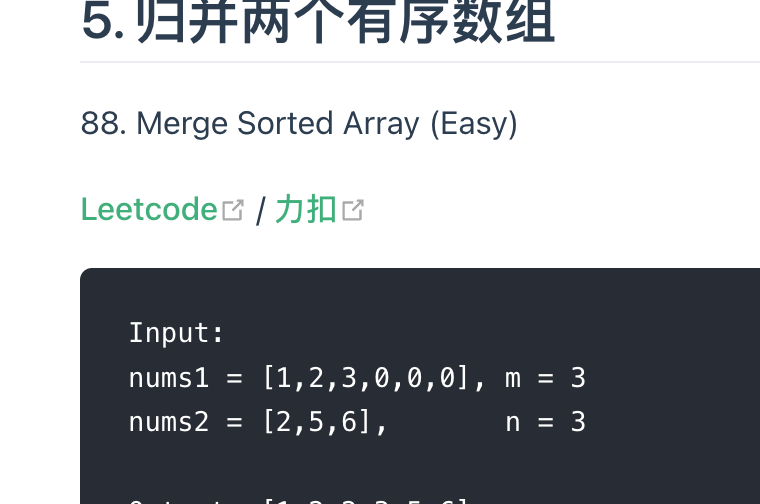 5. 归并两个有序数组
88. Merge Sorted Array (Easy)
Leetcode / 力扣
Input:
nums1 = [1,2,3,0,0,0], m = 3
nums2 = [2,5,6],       n = 3